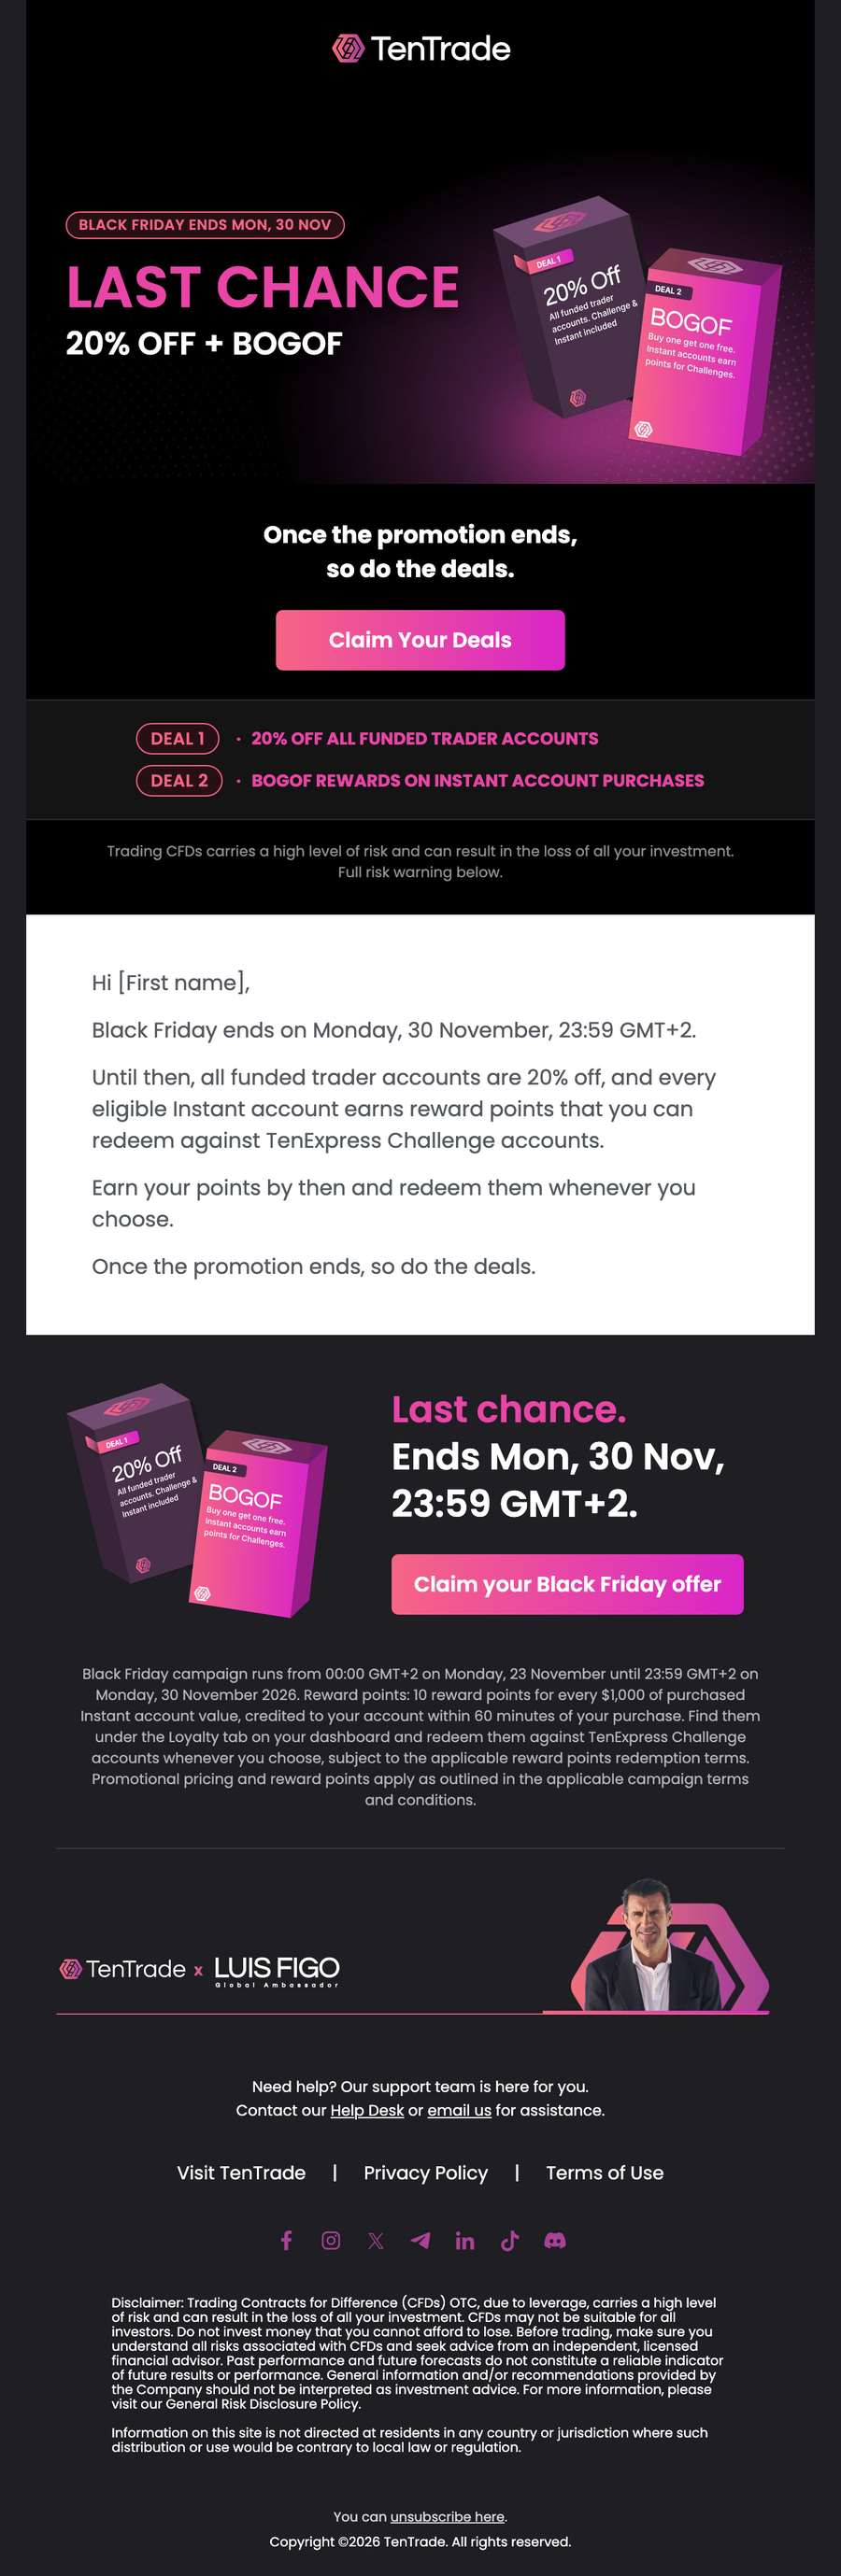 TenTrade
BLACK FRIDAY ENDS MON, 30 NOV
LAST CHANCE
20% OFF + BOGOF
DEAL 1
20% Off
All funded trader
accounts. Challenge &
Instant included
DEAL 2
BOGOF
Buy one get one free.
Instant accounts earn
points for Challenges.
Once the promotion ends,
so do the deals.
Claim Your Deals
DEAL 1 • 20% OFF ALL FUNDED TRADER ACCOUNTS
DEAL 2 • BOGOF REWARDS ON INSTANT ACCOUNT PURCHASES
Trading CFDs carries a high level of risk and can result in the loss of all your investment.
Full risk warning below.
Hi [First name],
Black Friday ends on Monday, 30 November, 23:59 GMT+2.
Until then, all funded trader accounts are 20% off, and every
eligible Instant account earns reward points that you can
redeem against TenExpress Challenge accounts.
Earn your points by then and redeem them whenever you
choose.
Once the promotion ends, so do the deals.
DEAL 1
20% Off
All funded trader
accounts. Challenge &
Instant included
DEAL 2
BOGOF
Buy one get one free.
Instant accounts earn
points for Challenges.
Last chance.
Ends Mon, 30 Nov,
23:59 GMT+2.
Claim your Black Friday offer
Black Friday campaign runs from 00:00 GMT+2 on Monday, 23 November until 23:59 GMT+2 on
Monday, 30 November 2026. Reward points: 10 reward points for every $1,000 of purchased
Instant account value, credited to your account within 60 minutes of your purchase. Find them
under the Loyalty tab on your dashboard and redeem them against TenExpress Challenge
accounts whenever you choose, subject to the applicable reward points redemption terms.
Promotional pricing and reward points apply as outlined in the applicable campaign terms
and conditions.
TenTrade x LUIS FIGO
Global Ambassador
Need help? Our support team is here for you.
Contact our Help Desk or email us for assistance.
Visit TenTrade | Privacy Policy | Terms of Use
Disclaimer: Trading Contracts for Difference (CFDs) OTC, due to leverage, carries a high level
of risk and can result in the loss of all your investment. CFDs may not be suitable for all
investors. Do not invest money that you cannot afford to lose. Before trading, make sure you
understand all risks associated with CFDs and seek advice from an independent, licensed
financial advisor. Past performance and future forecasts do not constitute a reliable indicator
of future results or performance. General information and/or recommendations provided by
the Company should not be interpreted as investment advice. For more information, please
visit our General Risk Disclosure Policy.
Information on this site is not directed at residents in any country or jurisdiction where such
distribution or use would be contrary to local law or regulation.
You can unsubscribe here.
Copyright ©2026 TenTrade. All rights reserved.